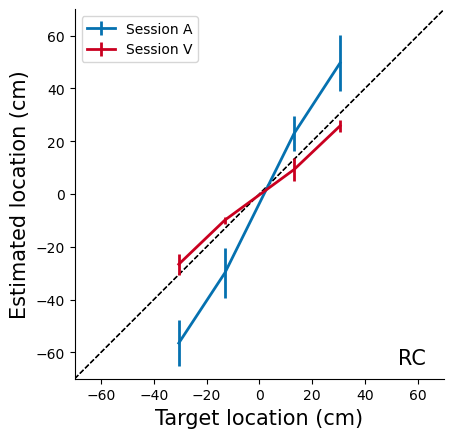 Session A
Session V
Estimated location (cm)
60
40
20
0
−20
−40
−60
RC
−60 −40 −20 0 20 40 60
Target location (cm)